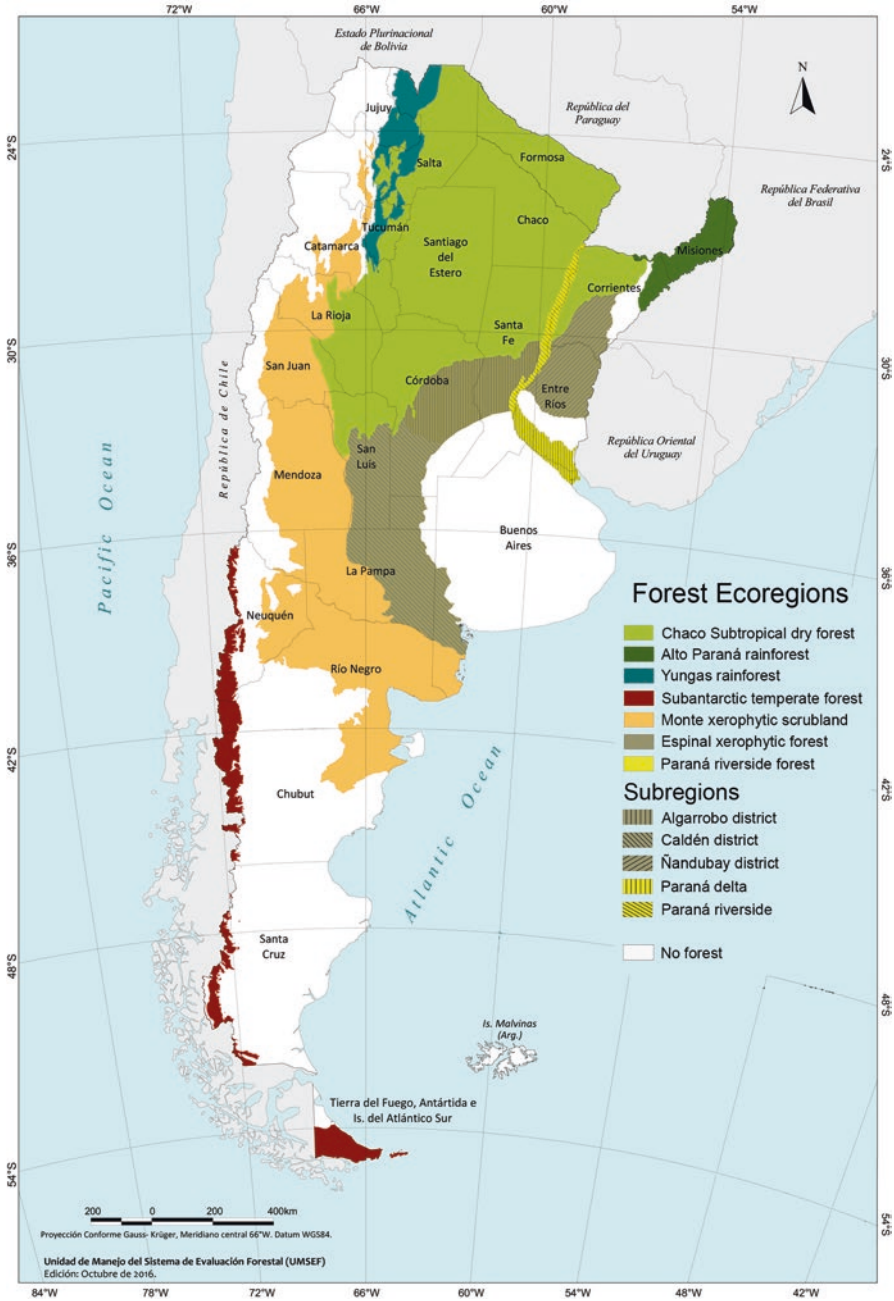 72°W
66°W
60°W
54°W
Estado Plurinacional
de Bolivia
N
República del
Paraguay
24°S
24°S
Jujuy
Formosa
Salta
República Federativa
del Brasil
Chaco
Tucumán
Misiones
Catamarca
Santiago
del
Estero
Corrientes
La Rioja
Santa
Fe
30°S
30°S
San Juan
Córdoba
Entre
Ríos
República de Chile
República Oriental
del Uruguay
San
Luis
Mendoza
Pacific Ocean
Buenos
Aires
36°S
36°S
La Pampa
Neuquén
Río Negro
42°S
42°S
Chubut
Atlantic Ocean
Santa
Cruz
48°S
48°S
Is. Malvinas
(Arg.)
Tierra del Fuego, Antártida e
Is. del Atlántico Sur
54°S
54°S
Forest Ecoregions
Chaco Subtropical dry forest
Alto Paraná rainforest
Yungas rainforest
Subantarctic temperate forest
Monte xerophytic scrubland
Espinal xerophytic forest
Paraná riverside forest
Subregions
Algarrobo district
Caldén district
Ñandubay district
Paraná delta
Paraná riverside
No forest
200 0 200 400km
Proyección Conforme Gauss- Krüger, Meridiano central 66°W. Datum WGS84.
Unidad de Manejo del Sistema de Evaluación Forestal (UMSEF)
Edición: Octubre de 2016.
84°W
78°W
72°W
66°W
60°W
54°W
48°W
42°W